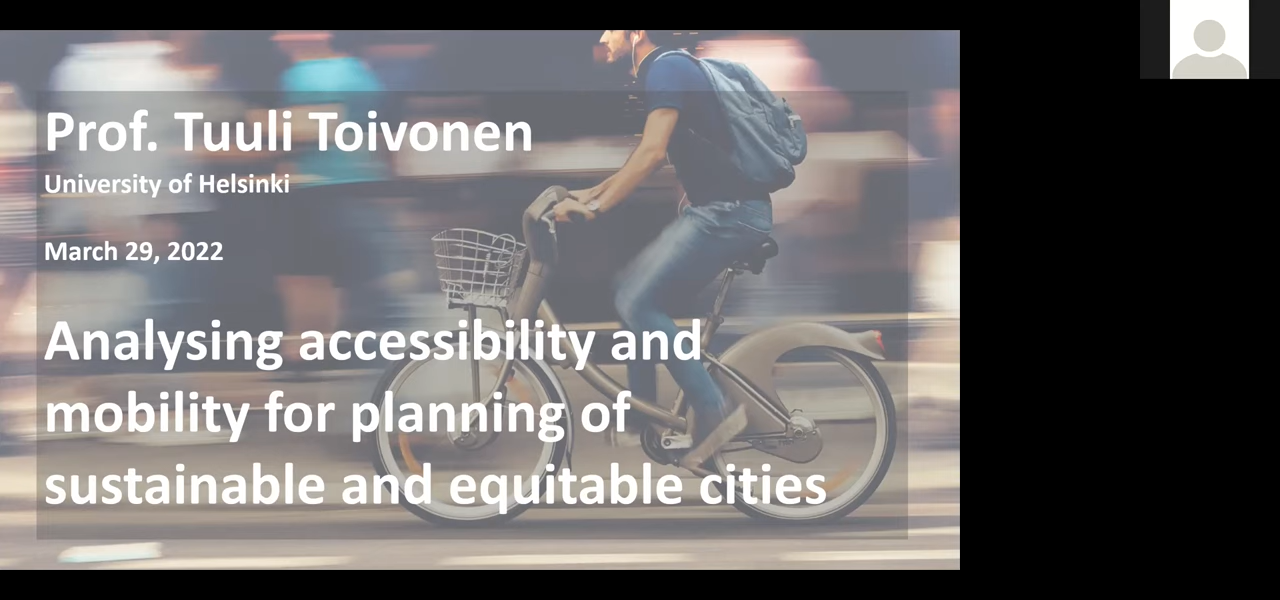 Prof. Tuuli Toivonen
University of Helsinki
March 29, 2022
Analysing accessibility and
mobility for planning of
sustainable and equitable cities